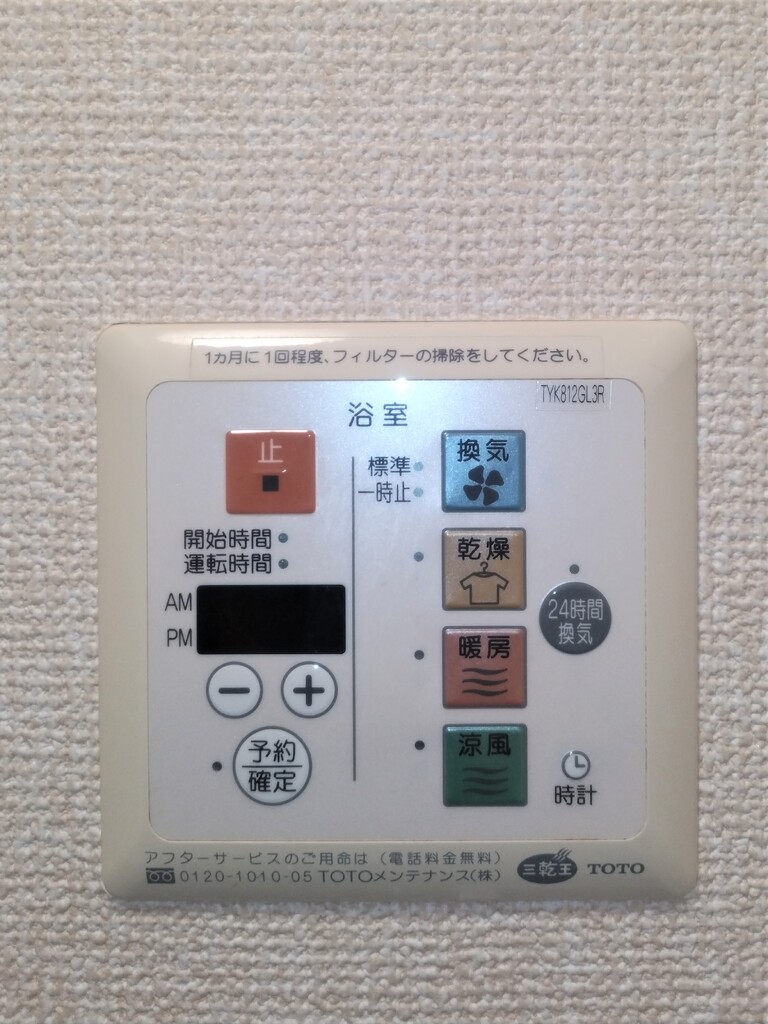 1カ月に1回程度、フィルターの掃除をしてください。
TYK812GL3R
浴室
止
開始時間
運転時間
AM
PM
予約
確定
標準
一時止
換気
乾燥
暖房
涼風
24時間
換気
時計
アフターサービスのご用命は(電話料金無料)
0120-1010-05 TOTOメンテナンス(株)
三乾王 TOTO